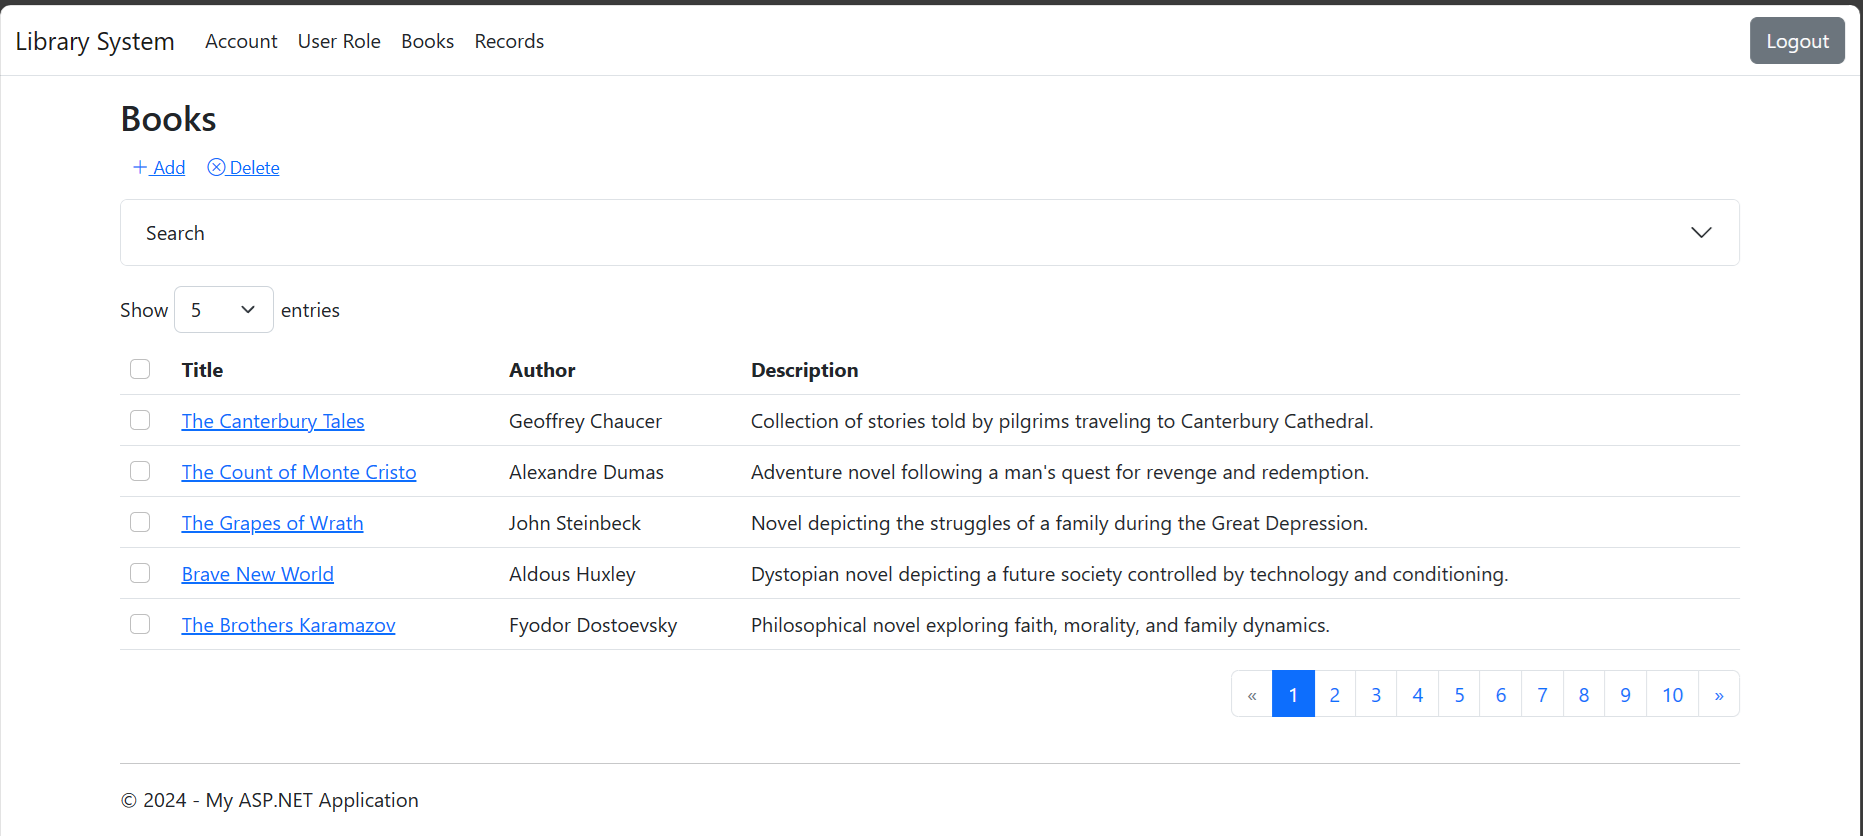 Library System Account User Role Books Records Logout
Books
Add Delete
Search
Show 5 entries
Title Author Description
The Canterbury Tales Geoffrey Chaucer Collection of stories told by pilgrims traveling to Canterbury Cathedral.
The Count of Monte Cristo Alexandre Dumas Adventure novel following a man's quest for revenge and redemption.
The Grapes of Wrath John Steinbeck Novel depicting the struggles of a family during the Great Depression.
Brave New World Aldous Huxley Dystopian novel depicting a future society controlled by technology and conditioning.
The Brothers Karamazov Fyodor Dostoevsky Philosophical novel exploring faith, morality, and family dynamics.
« 1 2 3 4 5 6 7 8 9 10 »
© 2024 - My ASP.NET Application